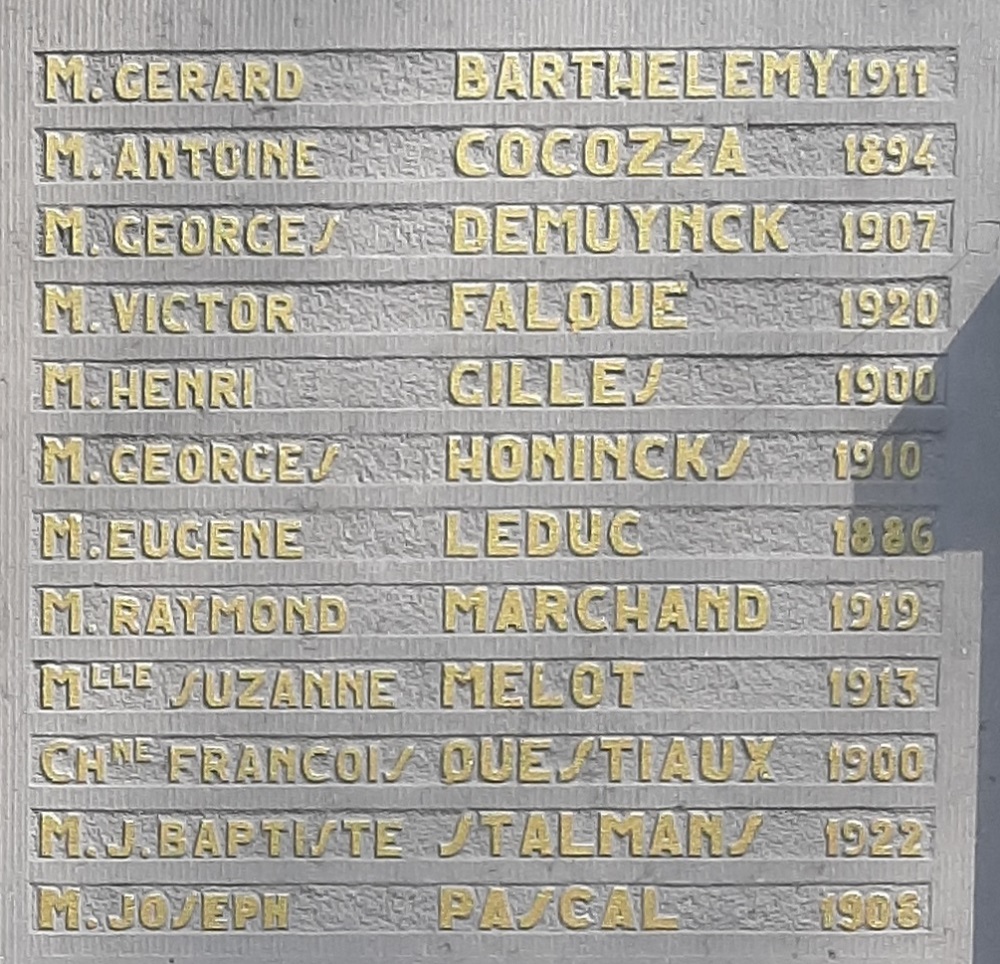 M. GERARD BARTHELEMY 1911
M. ANTOINE COCOZZA 1894
M. GEORGES DEMUYNCK 1907
M. VICTOR FALQUE 1920
M. HENRI GILLES 1900
M. GEORGES HONINCKS 1910
M. EUGENE LEDUC 1886
M. RAYMOND MARCHAND 1919
MLLE SUZANNE MELOT 1913
CHNE FRANCOIS QUESTIAUX 1900
M. J. BAPTISTE STALMANS 1922
M. JOSEPH PASCAL